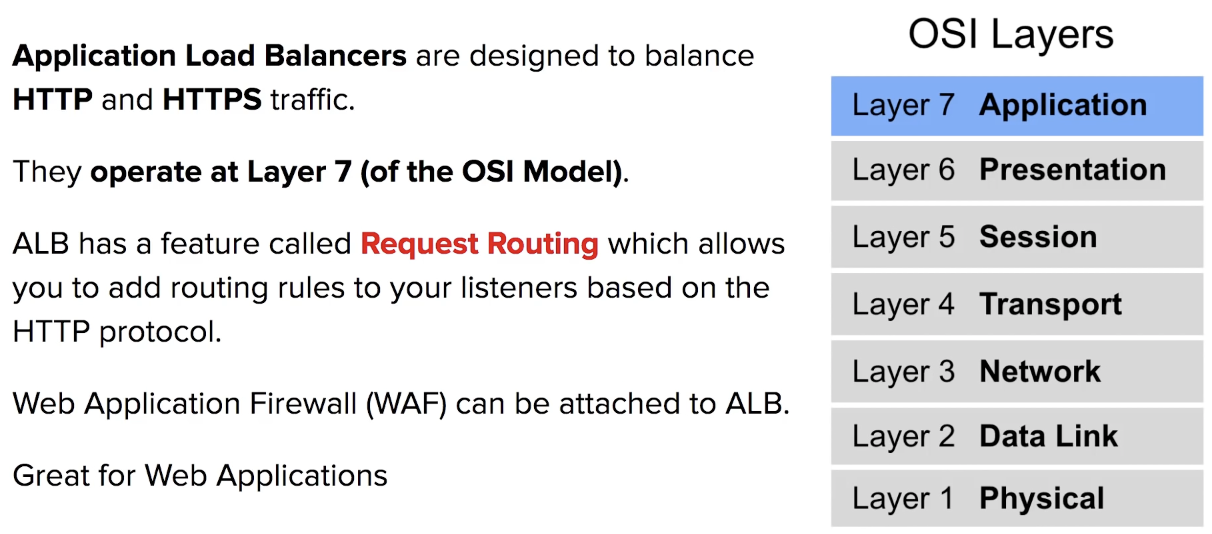 Application Load Balancers are designed to balance
HTTP and HTTPS traffic.
They operate at Layer 7 (of the OSI Model).
ALB has a feature called Request Routing which allows
you to add routing rules to your listeners based on the
HTTP protocol.
Web Application Firewall (WAF) can be attached to ALB.
Great for Web Applications
OSI Layers
Layer 7 Application
Layer 6 Presentation
Layer 5 Session
Layer 4 Transport
Layer 3 Network
Layer 2 Data Link
Layer 1 Physical